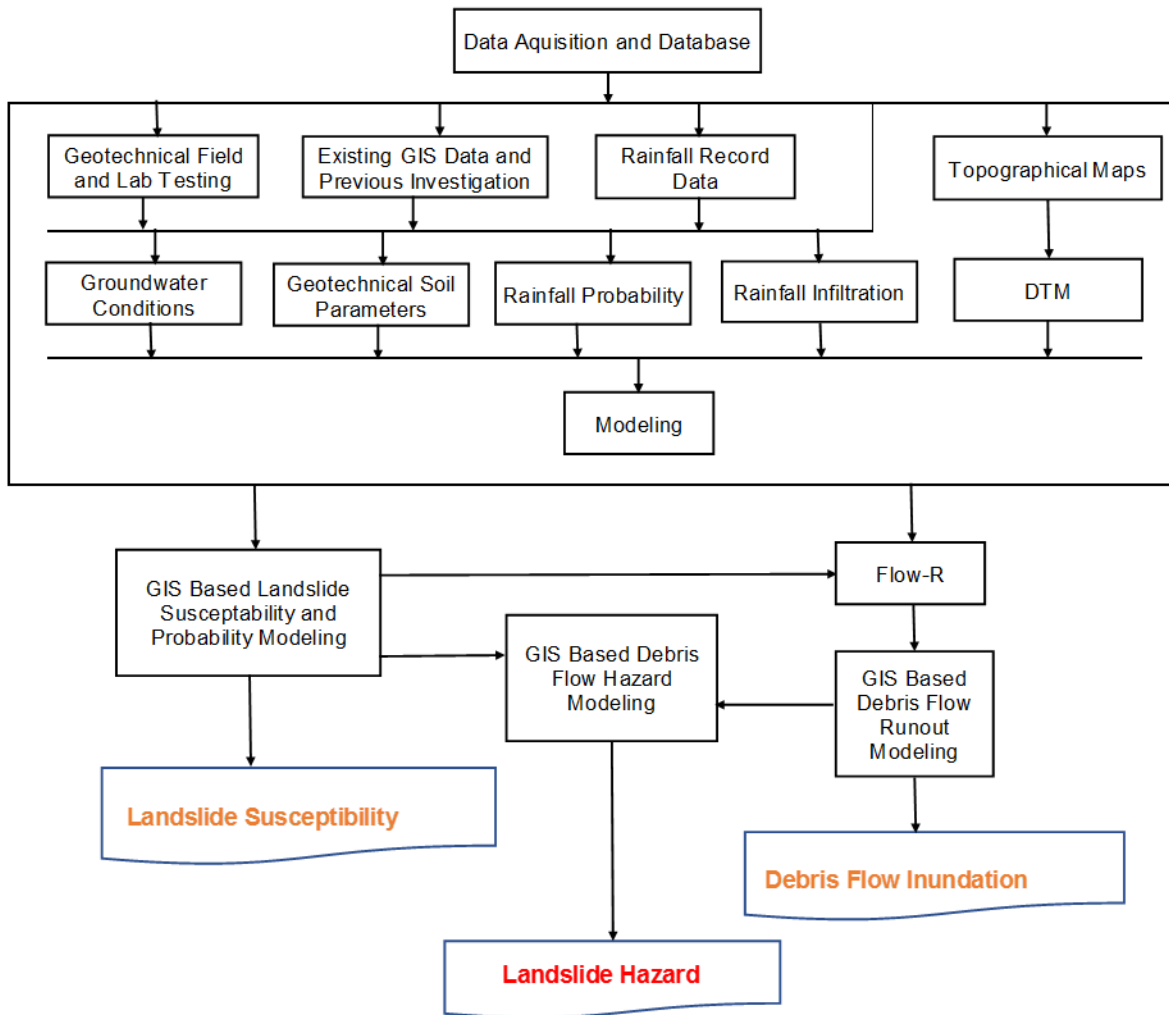 Data Aquisition and Database
Geotechnical Field
and Lab Testing
Existing GIS Data and
Previous Investigation
Rainfall Record
Data
Topographical Maps
Groundwater
Conditions
Geotechnical Soil
Parameters
Rainfall Probability
Rainfall Infiltration
DTM
Modeling
GIS Based Landslide
Susceptability and
Probability Modeling
Flow-R
GIS Based Debris
Flow Hazard
Modeling
GIS Based
Debris Flow
Runout
Modeling
Landslide Susceptibility
Debris Flow Inundation
Landslide Hazard